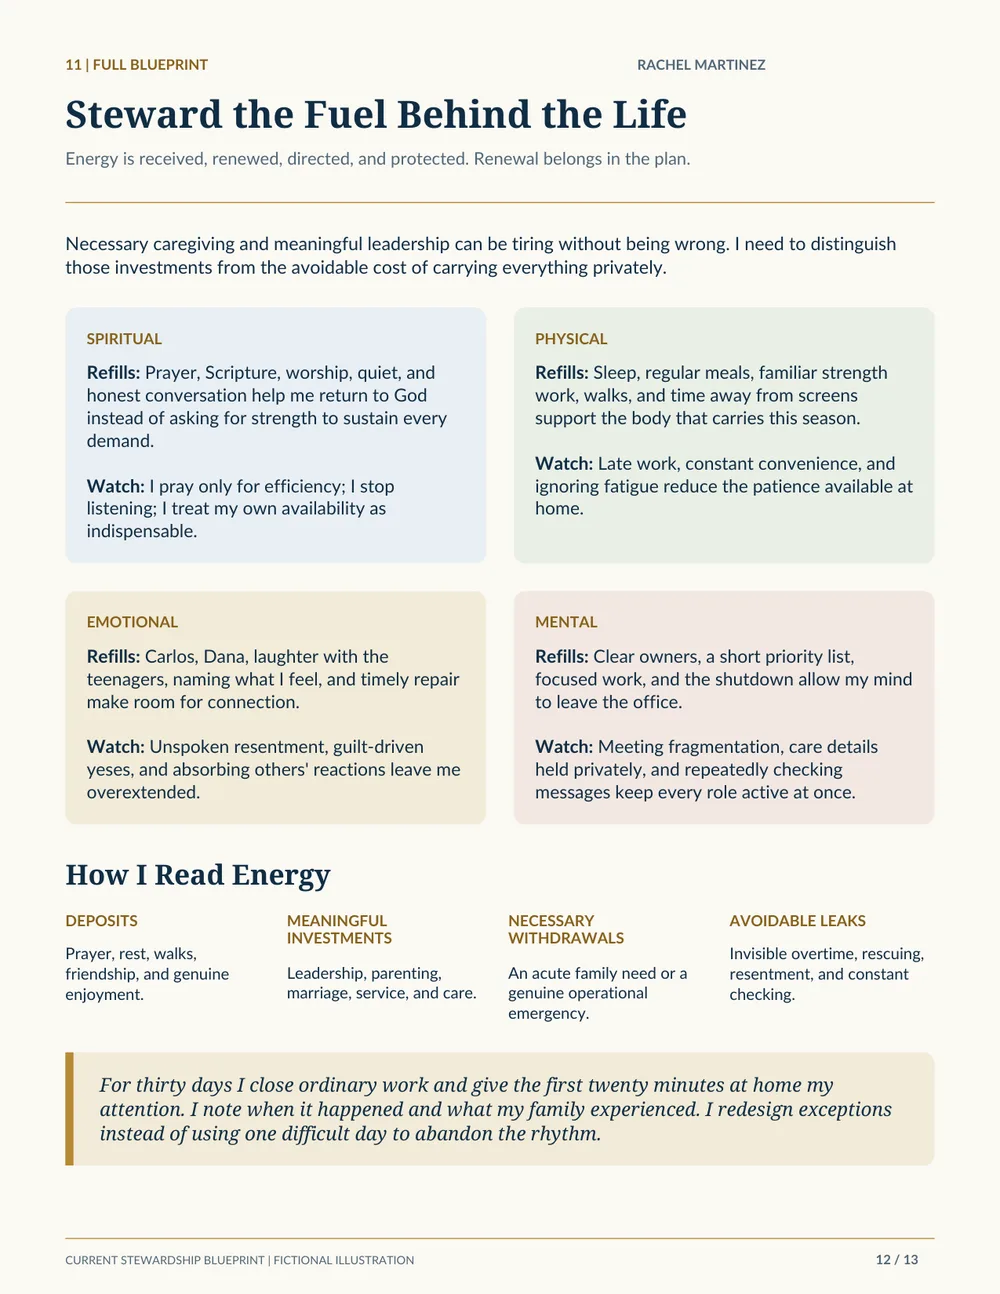 11 | FULL BLUEPRINT
RACHEL MARTINEZ
Steward the Fuel Behind the Life
Energy is received, renewed, directed, and protected. Renewal belongs in the plan.
Necessary caregiving and meaningful leadership can be tiring without being wrong. I need to distinguish
those investments from the avoidable cost of carrying everything privately.
SPIRITUAL
Refills: Prayer, Scripture, worship, quiet, and
honest conversation help me return to God
instead of asking for strength to sustain every
demand.
Watch: I pray only for efficiency; I stop
listening; I treat my own availability as
indispensable.
PHYSICAL
Refills: Sleep, regular meals, familiar strength
work, walks, and time away from screens
support the body that carries this season.
Watch: Late work, constant convenience, and
ignoring fatigue reduce the patience available at
home.
EMOTIONAL
Refills: Carlos, Dana, laughter with the
teenagers, naming what I feel, and timely repair
make room for connection.
Watch: Unspoken resentment, guilt-driven
yeses, and absorbing others' reactions leave me
overextended.
MENTAL
Refills: Clear owners, a short priority list,
focused work, and the shutdown allow my mind
to leave the office.
Watch: Meeting fragmentation, care details
held privately, and repeatedly checking
messages keep every role active at once.
How I Read Energy
DEPOSITS
Prayer, rest, walks,
friendship, and genuine
enjoyment.
MEANINGFUL
INVESTMENTS
Leadership, parenting,
marriage, service, and care.
NECESSARY
WITHDRAWALS
An acute family need or a
genuine operational
emergency.
AVOIDABLE LEAKS
Invisible overtime, rescuing,
resentment, and constant
checking.
For thirty days I close ordinary work and give the first twenty minutes at home my
attention. I note when it happened and what my family experienced. I redesign exceptions
instead of using one difficult day to abandon the rhythm.
CURRENT STEWARDSHIP BLUEPRINT | FICTIONAL ILLUSTRATION
12 / 13